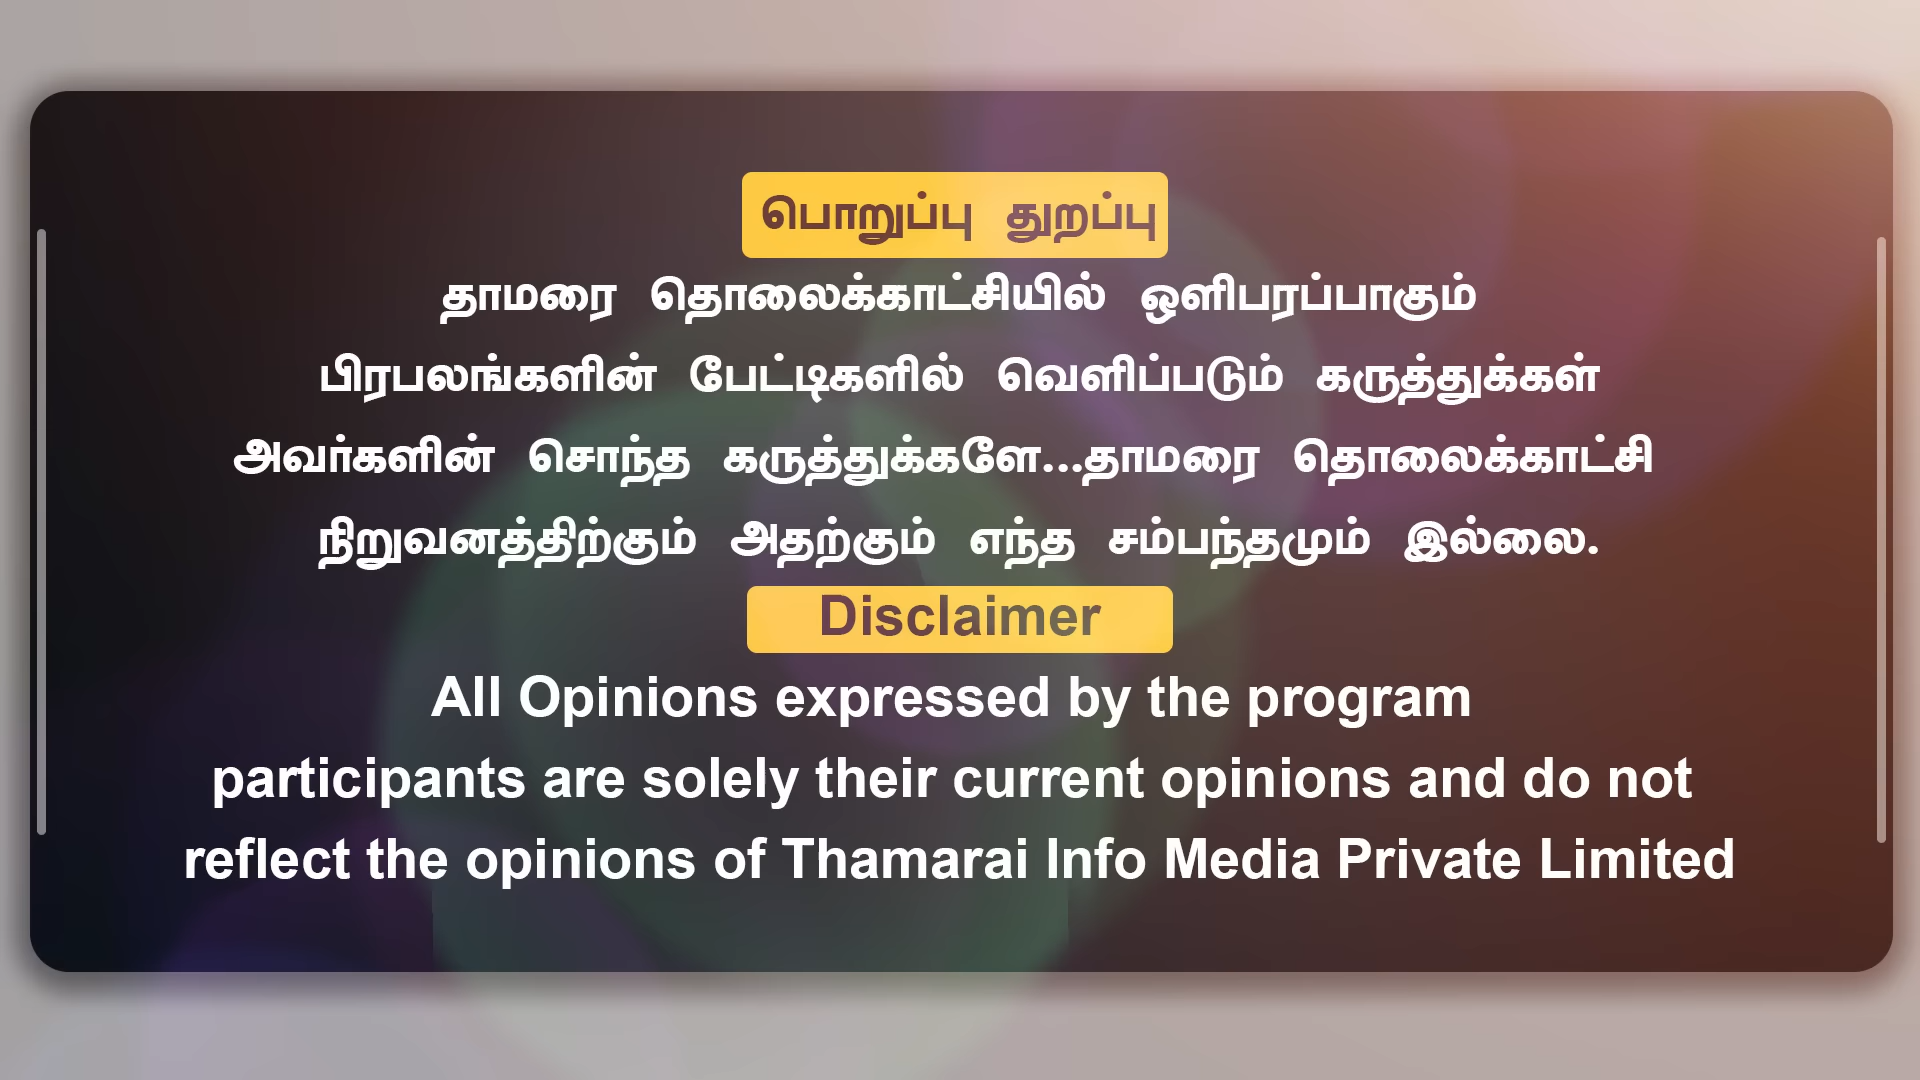 பொறுப்பு துறப்பு
தாமரை தொலைக்காட்சியில் ஒளிபரப்பாகும்
பிரபலங்களின் பேட்டிகளில் வெளிப்படும் கருத்துக்கள்
அவர்களின் சொந்த கருத்துக்களே...தாமரை தொலைக்காட்சி
நிறுவனத்திற்கும் அதற்கும் எந்த சம்பந்தமும் இல்லை.
Disclaimer
All Opinions expressed by the program
participants are solely their current opinions and do not
reflect the opinions of Thamarai Info Media Private Limited